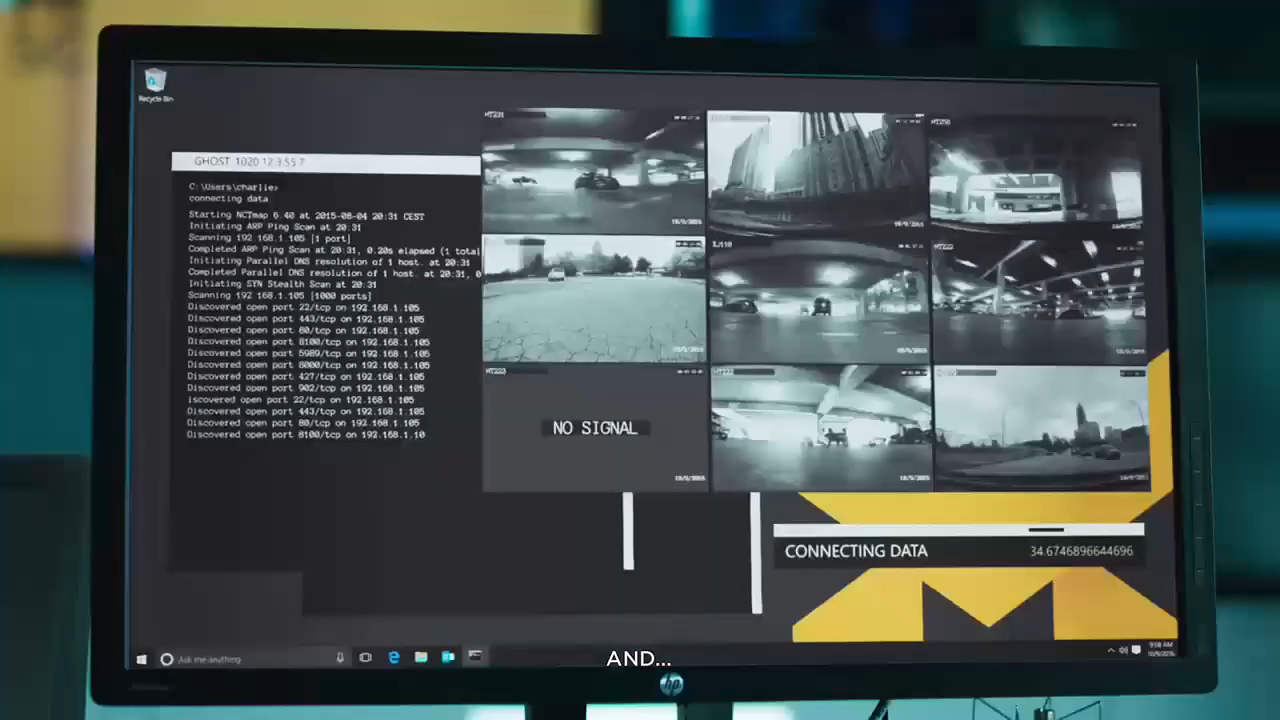 Recycle Bin
GHOST 1020 12.3.55.7
C:\Users\charlie>
connecting data
Starting NCTmap 6.40 at 2015-08-04 20:31 CEST
Initiating ARP Ping Scan at 20:31
Scanning 192.168.1.105 [1 port]
Completed ARP Ping Scan at 20:31, 0.20s elapsed (1 total
Initiating Parallel DNS resolution of 1 host. at 20:31
Completed Parallel DNS resolution of 1 host. at 20:31, 0
Initiating SYN Stealth Scan at 20:31
Scanning 192.168.1.105 [1000 ports]
Discovered open port 22/tcp on 192.168.1.105
Discovered open port 443/tcp on 192.168.1.105
Discovered open port 80/tcp on 192.168.1.105
Discovered open port 8100/tcp on 192.168.1.105
Discovered open port 5989/tcp on 192.168.1.105
Discovered open port 8000/tcp on 192.168.1.105
Discovered open port 427/tcp on 192.168.1.105
Discovered open port 902/tcp on 192.168.1.105
iscovered open port 22/tcp on 192.168.1.105
Discovered open port 443/tcp on 192.168.1.105
Discovered open port 80/tcp on 192.168.1.105
Discovered open port 8100/tcp on 192.168.1.10
MT231
MT222
MT223
NO SIGNAL
CONNECTING DATA
34.6746896644696
Ask me anything
9:08 AM
AND...
hp